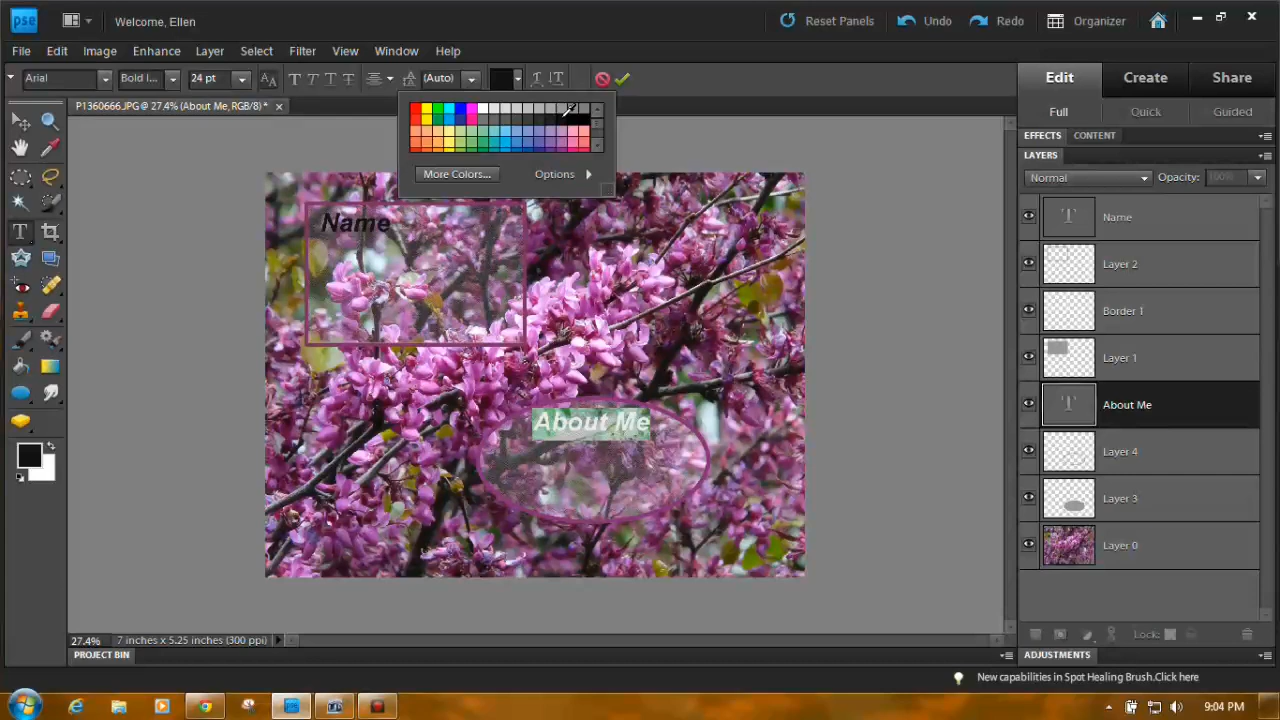 pse
Welcome, Ellen
Reset Panels
Undo
Redo
Organizer
File Edit Image Enhance Layer Select Filter View Window Help
Arial
Bold I...
24 pt
(Auto)
Edit
Create
Share
P1360666.JPG @ 27.4% (About Me, RGB/8) *
Full
Guided
EFFECTS
CONTENT
LAYERS
Normal
Opacity:
100%
More Colors...
Options
Name
About Me
Name
Layer 2
Border 1
Layer 1
About Me
Layer 4
Layer 3
Layer 0
Lock:
27.4%
7 inches x 5.25 inches (300 ppi)
PROJECT BIN
ADJUSTMENTS
New capabilities in Spot Healing Brush.Click here
9:04 PM